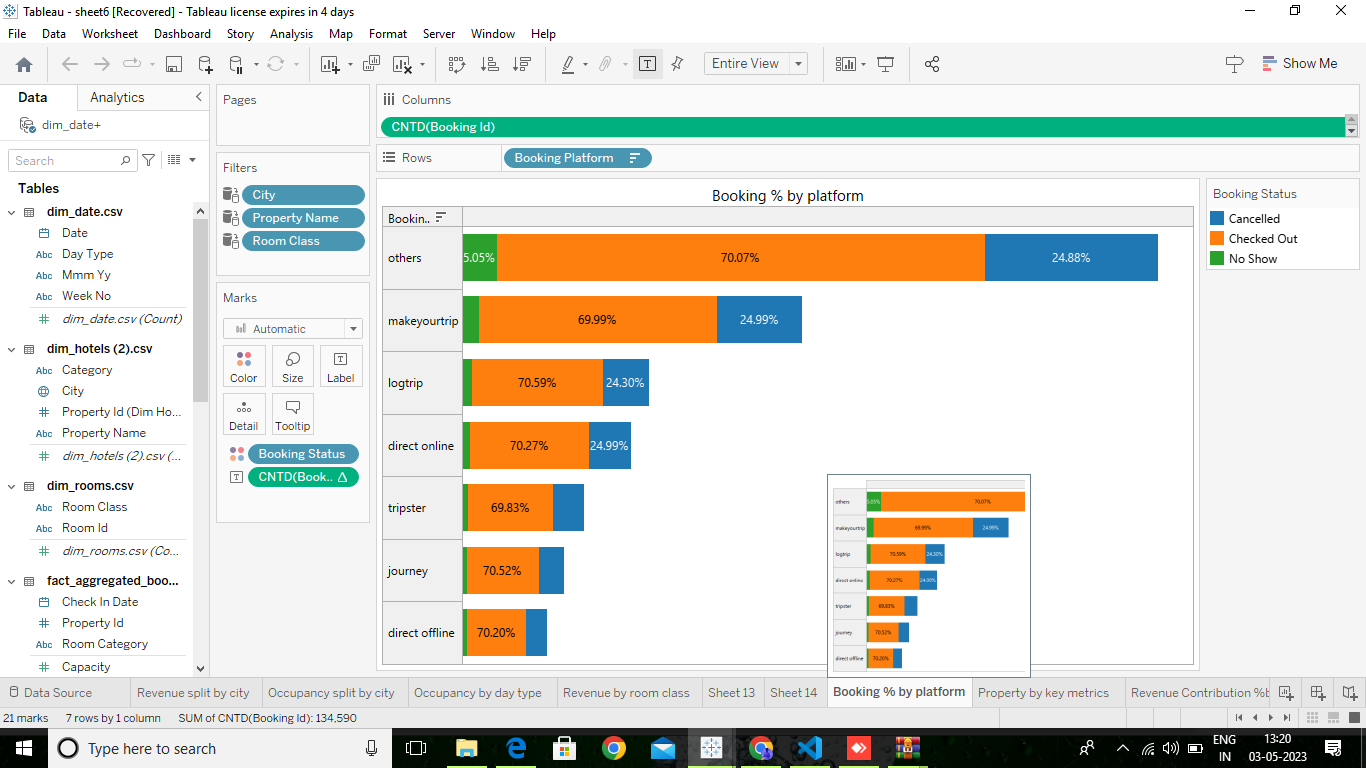 Tableau - sheet6 [Recovered] - Tableau license expires in 4 days
File Data Worksheet Dashboard Story Analysis Map Format Server Window Help
Entire View
Show Me
Data Analytics
dim_date+
Search
Tables
dim_date.csv
Date
Abc Day Type
Abc Mmm Yy
Abc Week No
dim_date.csv (Count)
dim_hotels (2).csv
Abc Category
City
Property Id (Dim Ho...
Abc Property Name
dim_hotels (2).csv (...
dim_rooms.csv
Abc Room Class
Abc Room Id
dim_rooms.csv (Co...
fact_aggregated_boo...
Check In Date
Property Id
Abc Room Category
Capacity
Pages
Filters
City
Property Name
Room Class
Marks
Automatic
Color Size Label
Detail Tooltip
Booking Status
CNTD(Book.. Δ
Columns
CNTD(Booking Id)
Rows
Booking Platform
Booking % by platform
Bookin..
others 5.05% 70.07% 24.88%
makeyourtrip 69.99% 24.99%
logtrip 70.59% 24.30%
direct online 70.27% 24.99%
tripster 69.83%
journey 70.52%
direct offline 70.20%
Booking Status
Cancelled
Checked Out
No Show
others 5.05% 70.07%
makeyourtrip 69.99% 24.99%
logtrip 70.59% 24.30%
direct online 70.27% 24.99%
tripster 69.83%
journey 70.52%
direct offline 70.20%
Data Source Revenue split by city Occupancy split by city Occupancy by day type Revenue by room class Sheet 13 Sheet 14 Booking % by platform Property by key metrics Revenue Contribution %b
21 marks 7 rows by 1 column SUM of CNTD(Booking Id): 134,590
Type here to search
ENG
IN
13:20
03-05-2023